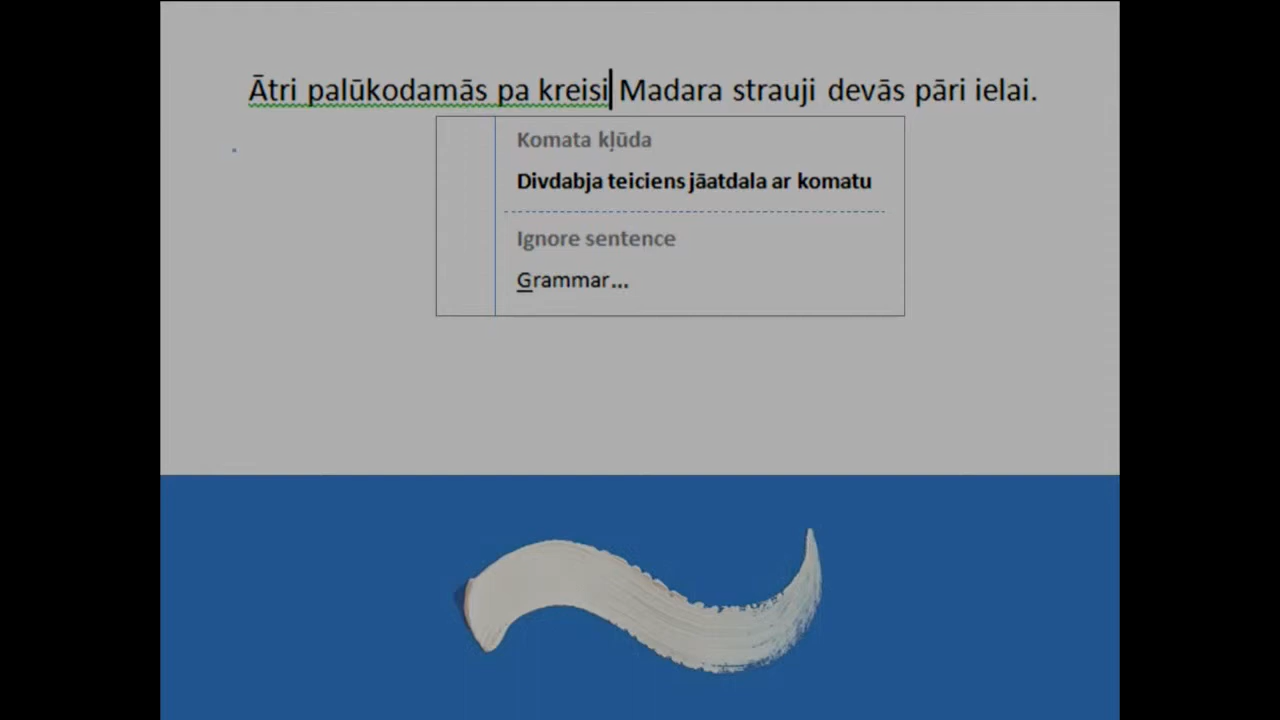 Ātri palūkodamās pa kreisi Madara strauji devās pāri ielai.
Komata kļūda
Divdabja teiciens jāatdala ar komatu
Ignore sentence
Grammar...